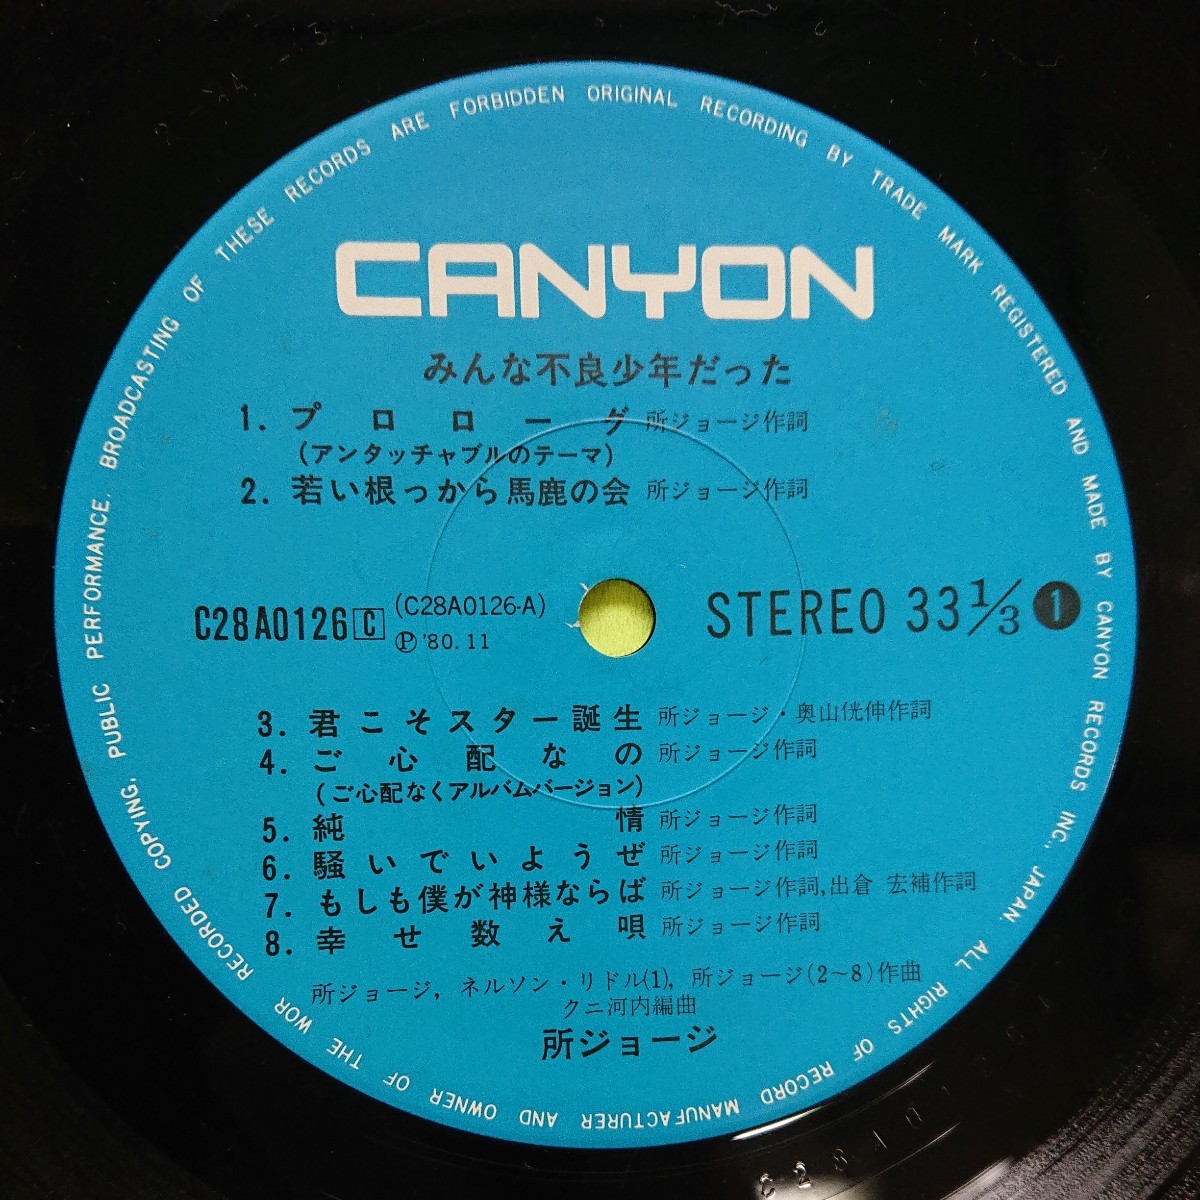 CANYON
みんな不良少年だった
1. プロローグ 所ジョージ作詞
(アンタッチャブルのテーマ)
2. 若い根っから馬鹿の会 所ジョージ作詞
C28A0126 C (C28A0126-A)
Ⓟ '80.11
STEREO 33 1/3 1
3. 君こそスター誕生 所ジョージ・奥山侊伸作詞
4. ご心配なの 所ジョージ作詞
(ご心配なくアルバムバージョン)
5. 純情 所ジョージ作詞
6. 騒いでいようぜ 所ジョージ作詞
7. もしも僕が神様ならば 所ジョージ作詞,出倉 宏補作詞
8. 幸せ数え唄 所ジョージ作詞
所ジョージ, ネルソン・リドル(1), 所ジョージ(2〜8)作曲
クニ河内編曲
所ジョージ
ORIGINAL RECORDING BY TRADE MARK REGISTERED AND MADE BY CANYON RECORDS INC., JAPAN. ALL RIGHTS OF RECORD MANUFACTURER AND OWNER OF THE WOR RECORDED COPYING, PUBLIC PERFORMANCE, BROADCASTING OF THESE RECORDS ARE FORBIDDEN